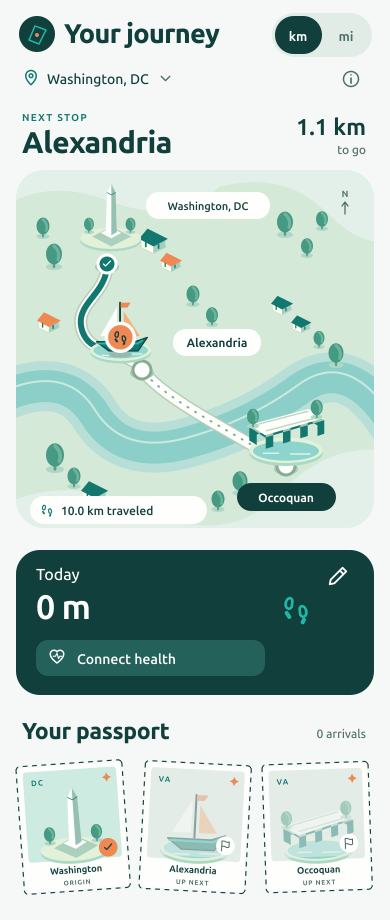 Your journey
km
mi
Washington, DC
NEXT STOP
Alexandria
1.1 km
to go
Washington, DC
N
Alexandria
Occoquan
10.0 km traveled
Today
0 m
Connect health
Your passport
0 arrivals
DC
Washington
ORIGIN
VA
Alexandria
UP NEXT
VA
Occoquan
UP NEXT